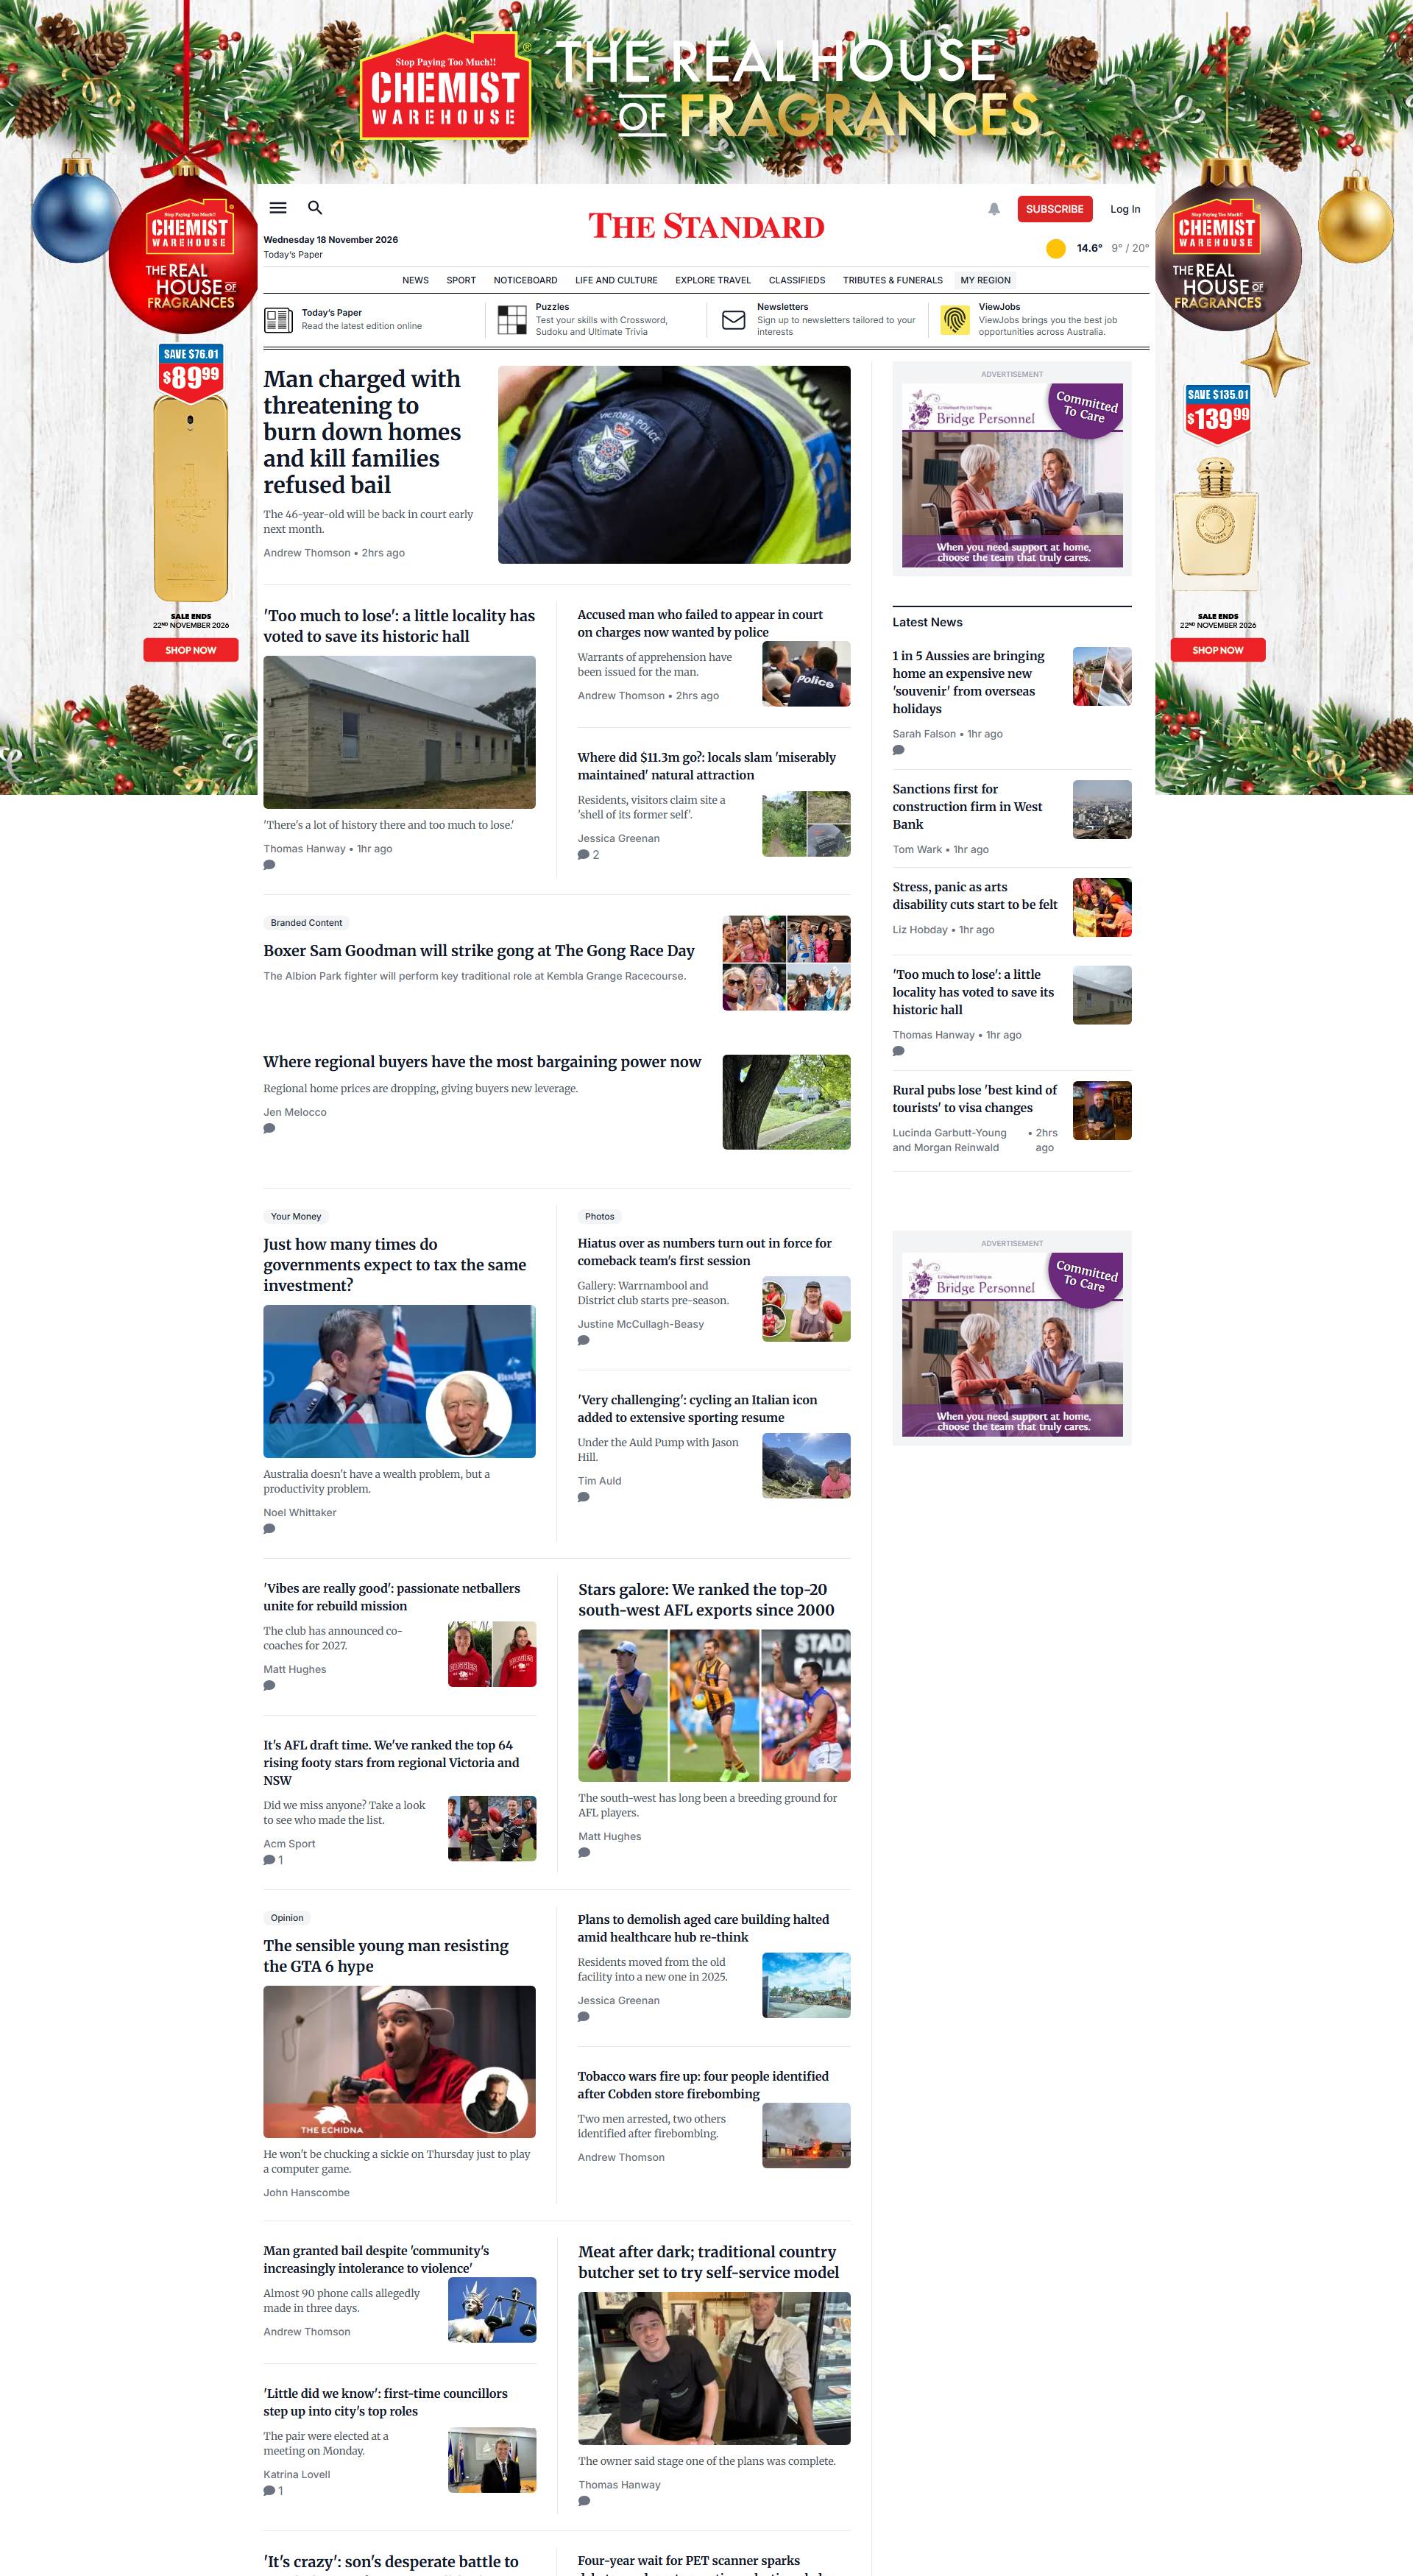 Stop Paying Too Much!!
CHEMIST
WAREHOUSE
THE REAL HOUSE
OF FRAGRANCES
Stop Paying Too Much!!
CHEMIST
WAREHOUSE
THE REAL
HOUSE OF
FRAGRANCES
SAVE $76.01
$8999
SALE ENDS
22ND NOVEMBER 2026
SHOP NOW
Stop Paying Too Much!!
CHEMIST
WAREHOUSE
THE REAL
HOUSE OF
FRAGRANCES
SAVE $135.01
$13999
SALE ENDS
22ND NOVEMBER 2026
SHOP NOW
THE STANDARD
SUBSCRIBE
Log In
Wednesday 18 November 2026
Today's Paper
14.6° 9° / 20°
NEWS SPORT NOTICEBOARD LIFE AND CULTURE EXPLORE TRAVEL CLASSIFIEDS TRIBUTES & FUNERALS MY REGION
Today's Paper
Read the latest edition online
Puzzles
Test your skills with Crossword,
Sudoku and Ultimate Trivia
Newsletters
Sign up to newsletters tailored to your
interests
ViewJobs
ViewJobs brings you the best job
opportunities across Australia.
Man charged with
threatening to
burn down homes
and kill families
refused bail
The 46-year-old will be back in court early
next month.
Andrew Thomson • 2hrs ago
VICTORIA POLICE
'Too much to lose': a little locality has
voted to save its historic hall
'There's a lot of history there and too much to lose.'
Thomas Hanway • 1hr ago
Accused man who failed to appear in court
on charges now wanted by police
Warrants of apprehension have
been issued for the man.
Andrew Thomson • 2hrs ago
Police
Where did $11.3m go?: locals slam 'miserably
maintained' natural attraction
Residents, visitors claim site a
'shell of its former self'.
Jessica Greenan
2
Branded Content
Boxer Sam Goodman will strike gong at The Gong Race Day
The Albion Park fighter will perform key traditional role at Kembla Grange Racecourse.
Where regional buyers have the most bargaining power now
Regional home prices are dropping, giving buyers new leverage.
Jen Melocco
Your Money
Just how many times do
governments expect to tax the same
investment?
Budget
Australia doesn't have a wealth problem, but a
productivity problem.
Noel Whittaker
Photos
Hiatus over as numbers turn out in force for
comeback team's first session
Gallery: Warrnambool and
District club starts pre-season.
Justine McCullagh-Beasy
'Very challenging': cycling an Italian icon
added to extensive sporting resume
Under the Auld Pump with Jason
Hill.
Tim Auld
'Vibes are really good': passionate netballers
unite for rebuild mission
The club has announced co-
coaches for 2027.
Matt Hughes
It's AFL draft time. We've ranked the top 64
rising footy stars from regional Victoria and
NSW
Did we miss anyone? Take a look
to see who made the list.
Acm Sport
1
Stars galore: We ranked the top-20
south-west AFL exports since 2000
The south-west has long been a breeding ground for
AFL players.
Matt Hughes
Opinion
The sensible young man resisting
the GTA 6 hype
THE ECHIDNA
He won't be chucking a sickie on Thursday just to play
a computer game.
John Hanscombe
Plans to demolish aged care building halted
amid healthcare hub re-think
Residents moved from the old
facility into a new one in 2025.
Jessica Greenan
Tobacco wars fire up: four people identified
after Cobden store firebombing
Two men arrested, two others
identified after firebombing.
Andrew Thomson
Man granted bail despite 'community's
increasingly intolerance to violence'
Almost 90 phone calls allegedly
made in three days.
Andrew Thomson
'Little did we know': first-time councillors
step up into city's top roles
The pair were elected at a
meeting on Monday.
Katrina Lovell
1
Meat after dark; traditional country
butcher set to try self-service model
The owner said stage one of the plans was complete.
Thomas Hanway
'It's crazy': son's desperate battle to
Four-year wait for PET scanner sparks
ADVERTISEMENT
Bridge Personnel
Committed
To Care
When you need support at home,
choose the team that truly cares.
Latest News
1 in 5 Aussies are bringing
home an expensive new
'souvenir' from overseas
holidays
Sarah Falson • 1hr ago
Sanctions first for
construction firm in West
Bank
Tom Wark • 1hr ago
Stress, panic as arts
disability cuts start to be felt
Liz Hobday • 1hr ago
'Too much to lose': a little
locality has voted to save its
historic hall
Thomas Hanway • 1hr ago
Rural pubs lose 'best kind of
tourists' to visa changes
Lucinda Garbutt-Young
and Morgan Reinwald • 2hrs
ago
ADVERTISEMENT
Bridge Personnel
Committed
To Care
When you need support at home,
choose the team that truly cares.